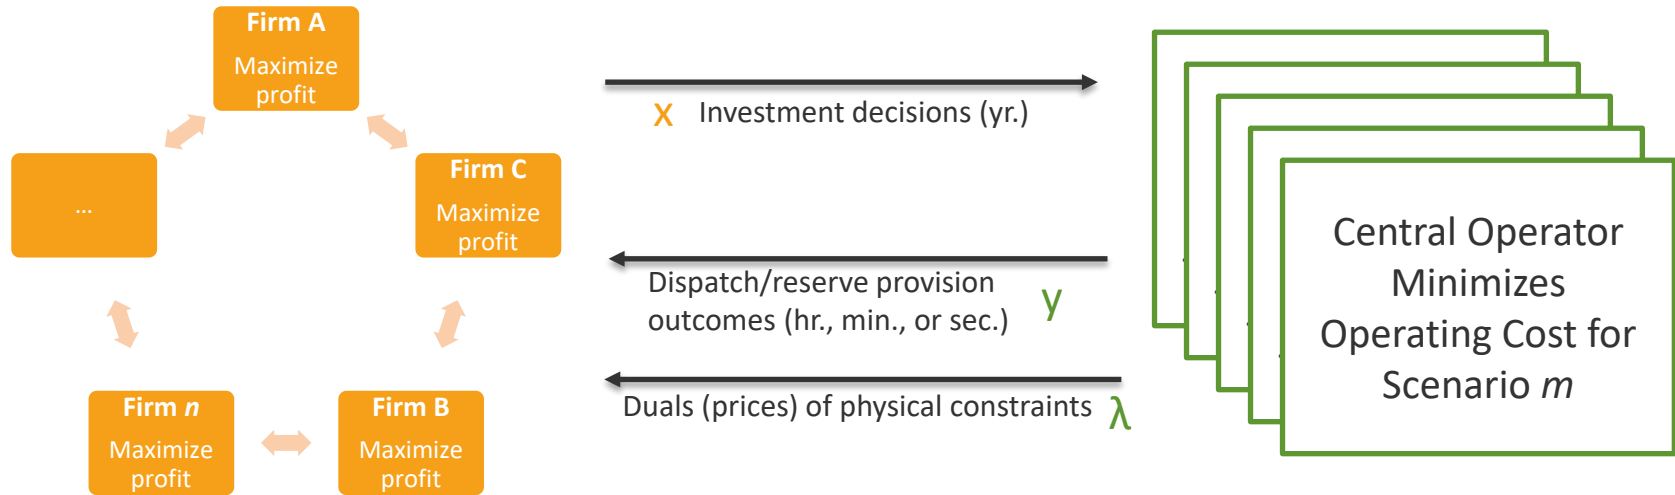 Firm A
Maximize
profit
...
Firm C
Maximize
profit
Firm n
Maximize
profit
Firm B
Maximize
profit
x Investment decisions (yr.)
Dispatch/reserve provision
outcomes (hr., min., or sec.) y
Duals (prices) of physical constraints λ
Central Operator
Minimizes
Operating Cost for
Scenario m